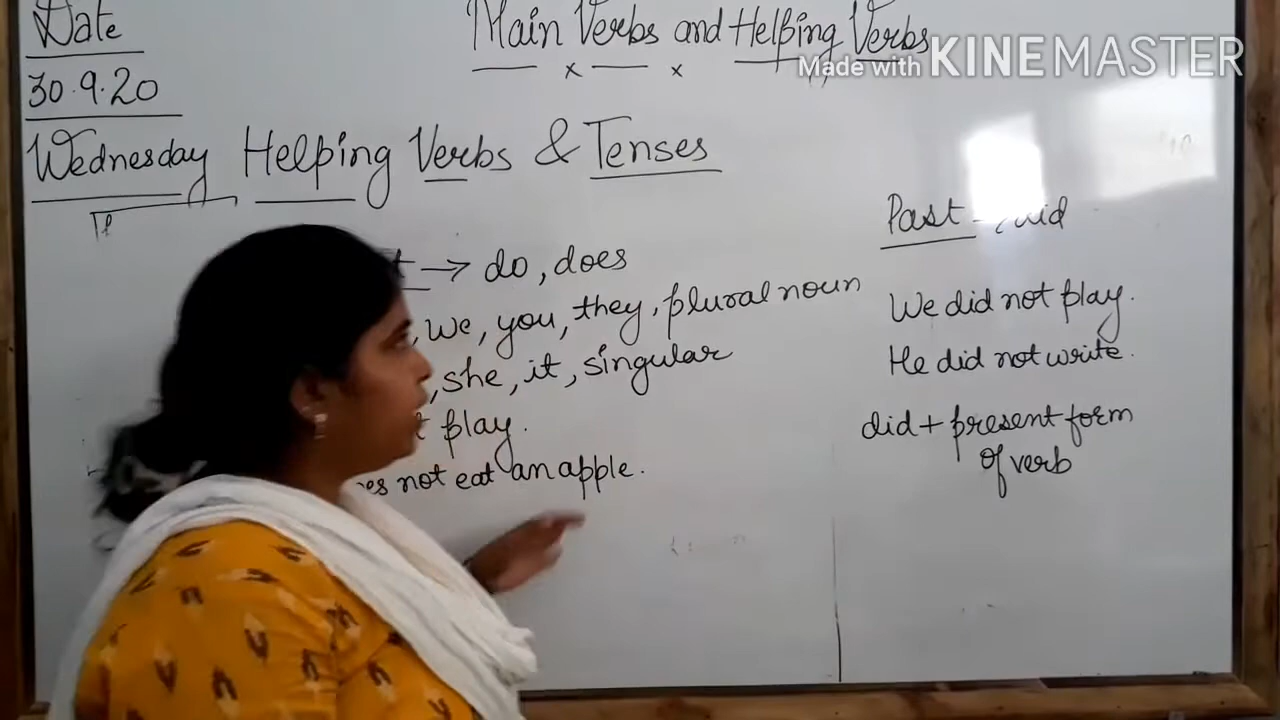 Date
30.9.20
Wednesday
Main Verbs and Helping Verbs
Made with KINEMASTER
Helping Verbs & Tenses
→ do, does
, we, you, they, plural noun
, she, it, singular
play.
not eat an apple.
Past - did
We did not play.
He did not write.
did + present form
of verb